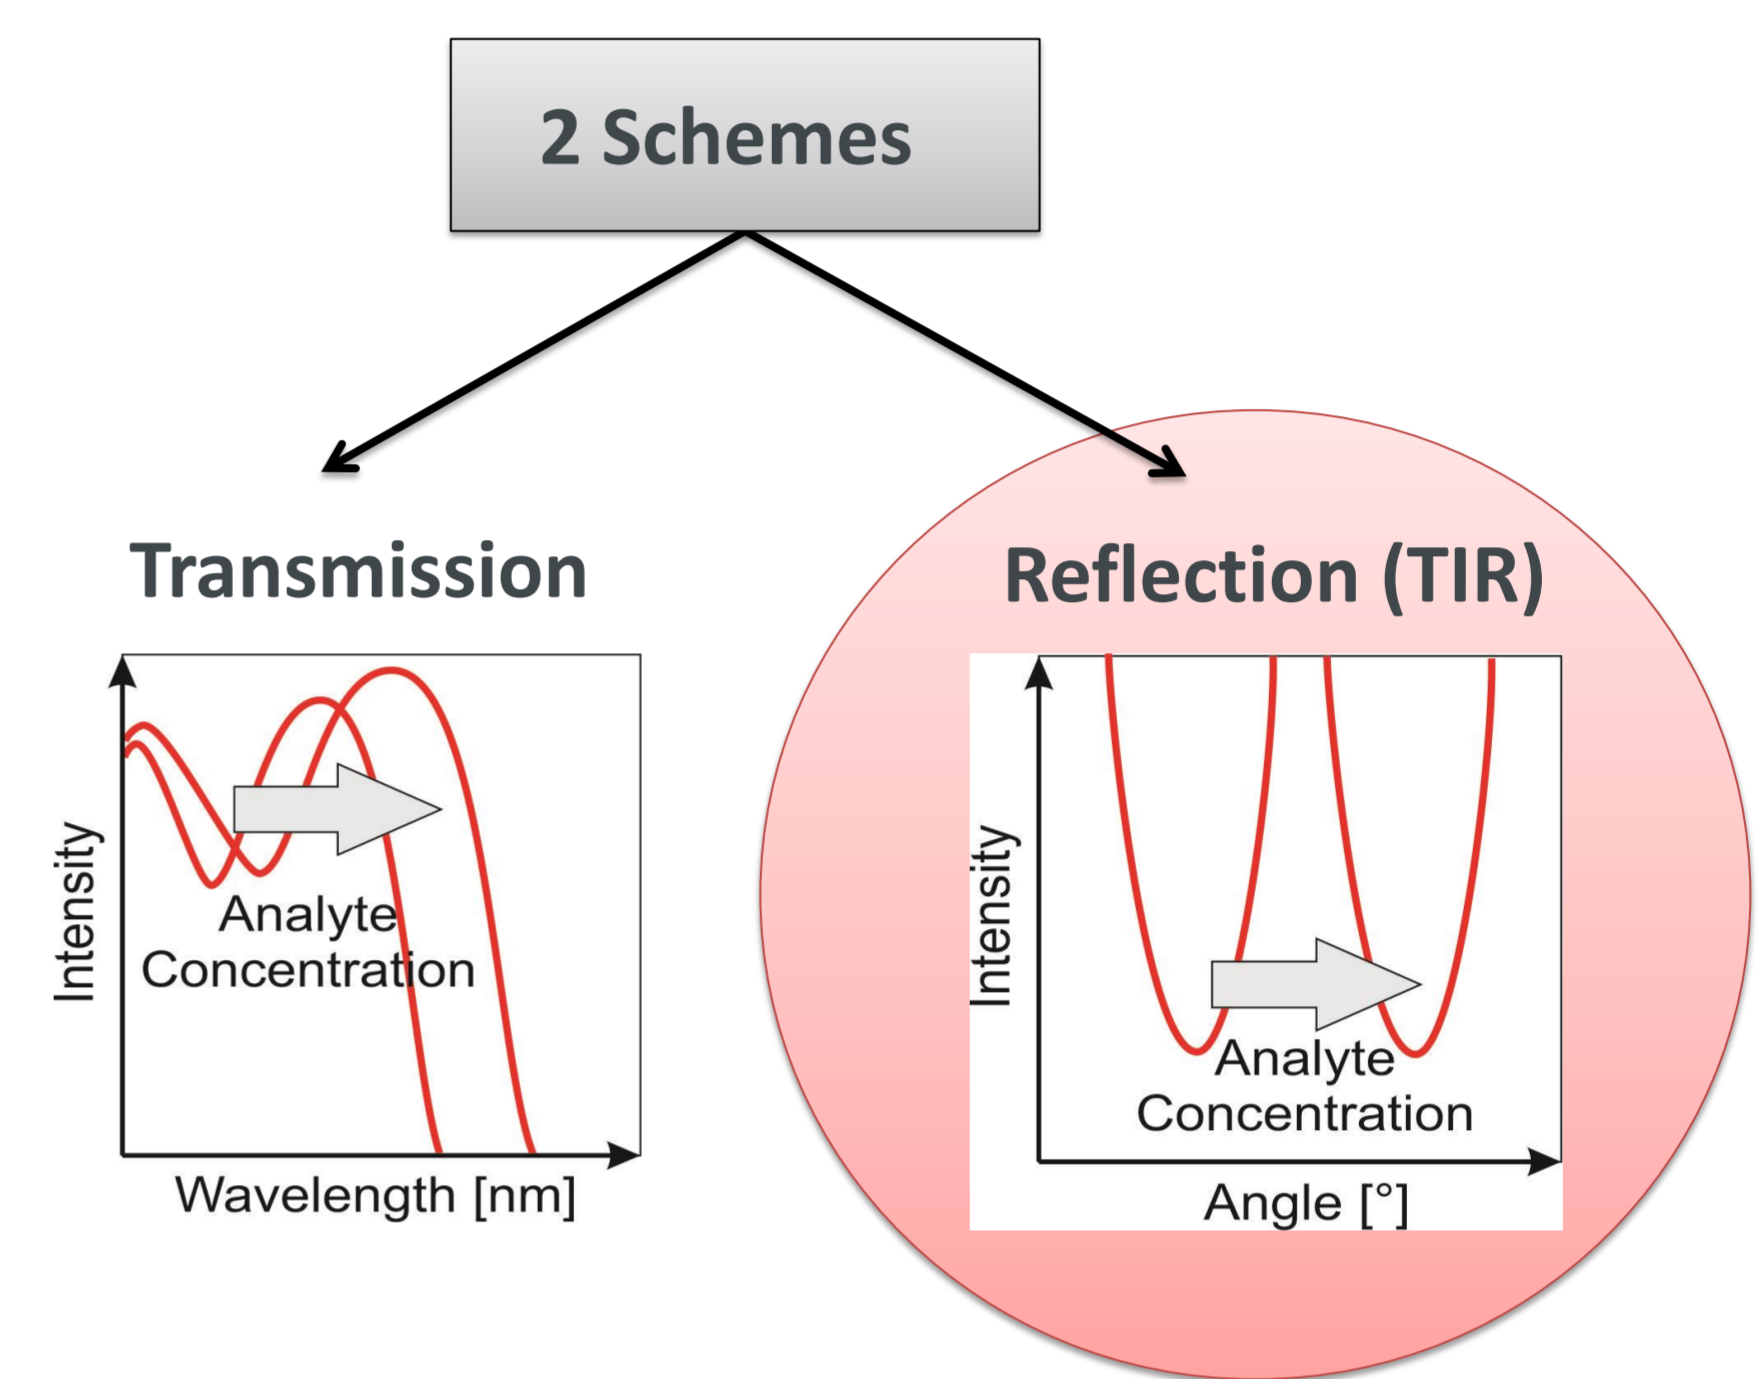 2 Schemes
Transmission
Intensity
Analyte
Concentration
Wavelength [nm]
Reflection (TIR)
Intensity
Analyte
Concentration
Angle [°]